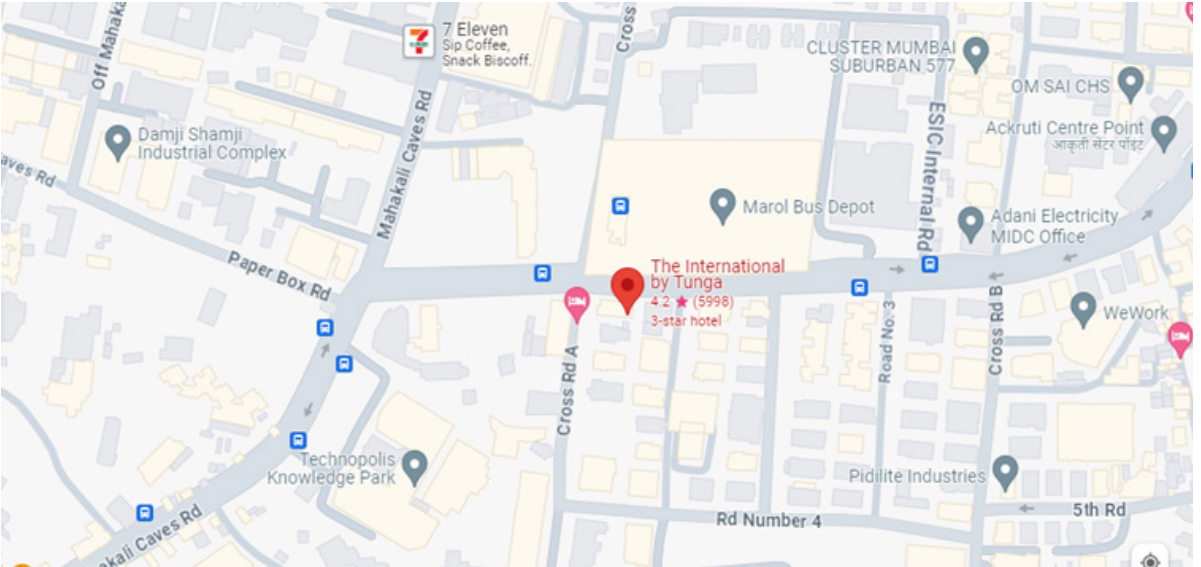 Off Mahaka
7 Eleven
Sip Coffee,
Snack Biscoff.
Cross
CLUSTER MUMBAI
SUBURBAN 577
OM SAI CHS
Ackruti Centre Point
आकृती सेंटर पॉइंट
Damji Shamji
Industrial Complex
aves Rd
Mahakali Caves Rd
ESIC Internal Rd
Marol Bus Depot
Adani Electricity
MIDC Office
Paper Box Rd
The International
by Tunga
4.2 ★ (5998)
3-star hotel
WeWork
Road No. 3
Cross Rd B
Cross Rd A
Technopolis
Knowledge Park
Pidilite Industries
Rd Number 4
5th Rd
akali Caves Rd